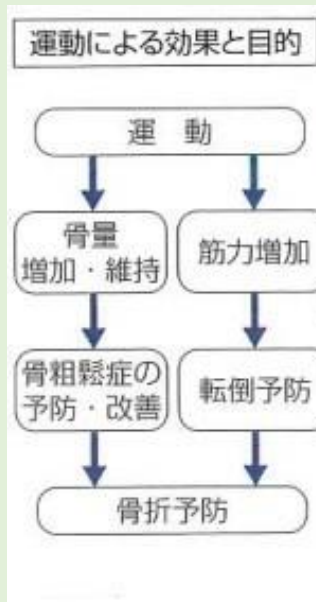 運動による効果と目的
運 動
骨量
増加・維持
筋力増加
骨粗鬆症の
予防・改善
転倒予防
骨折予防